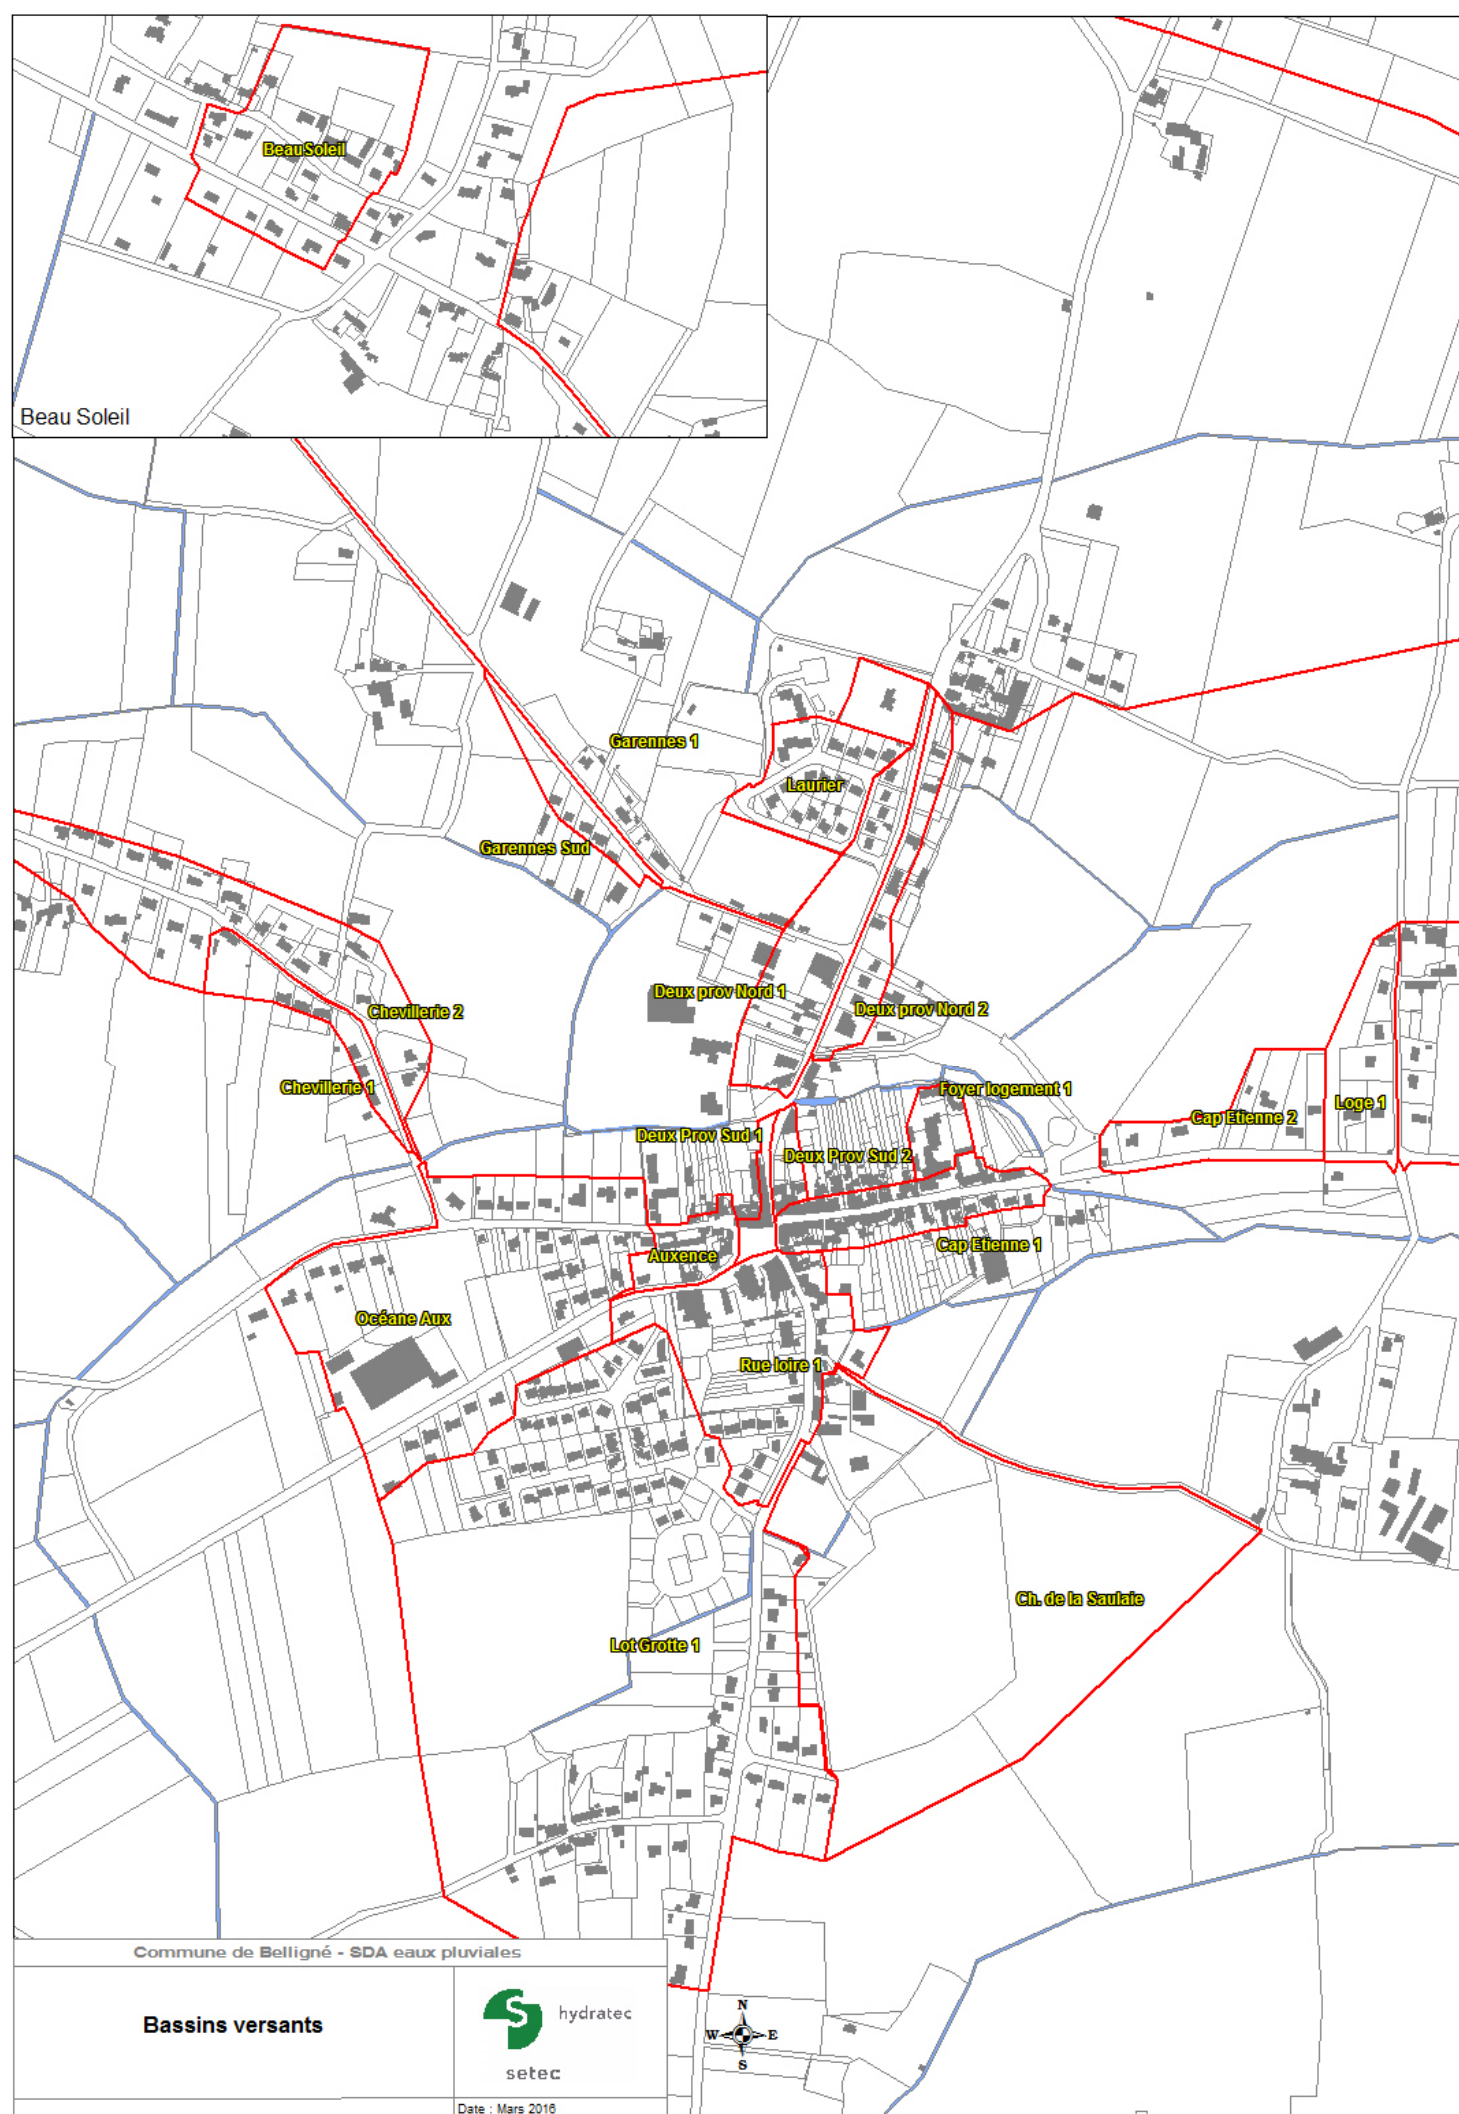 Beau Soleil
Beau Soleil
Garennes 1
Laurier
Garennes Sud
Deux prov Nord 1
Deux prov Nord 2
Chevillerie 2
Chevillerie 1
Foyer logement 1
Cap Etienne 2
Loge 1
Deux Prov Sud 1
Deux Prov Sud 2
Auxence
Cap Etienne 1
Océane Aux
Rue loire 1
Ch. de la Saulaie
Lot Grotte 1
Commune de Belligné - SDA eaux pluviales
Bassins versants
hydratec
setec
Date : Mars 2016
N
W E
S